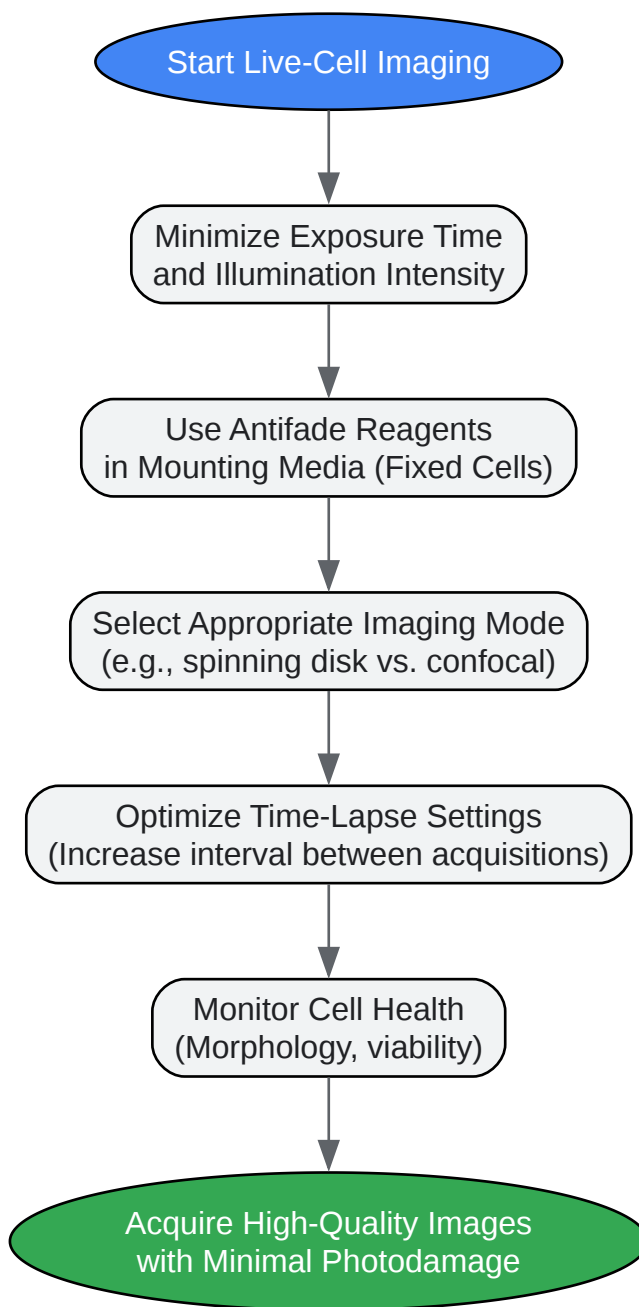 Start Live-Cell Imaging
Minimize Exposure Time
and Illumination Intensity
Use Antifade Reagents
in Mounting Media (Fixed Cells)
Select Appropriate Imaging Mode
(e.g., spinning disk vs. confocal)
Optimize Time-Lapse Settings
(Increase interval between acquisitions)
Monitor Cell Health
(Morphology, viability)
Acquire High-Quality Images
with Minimal Photodamage